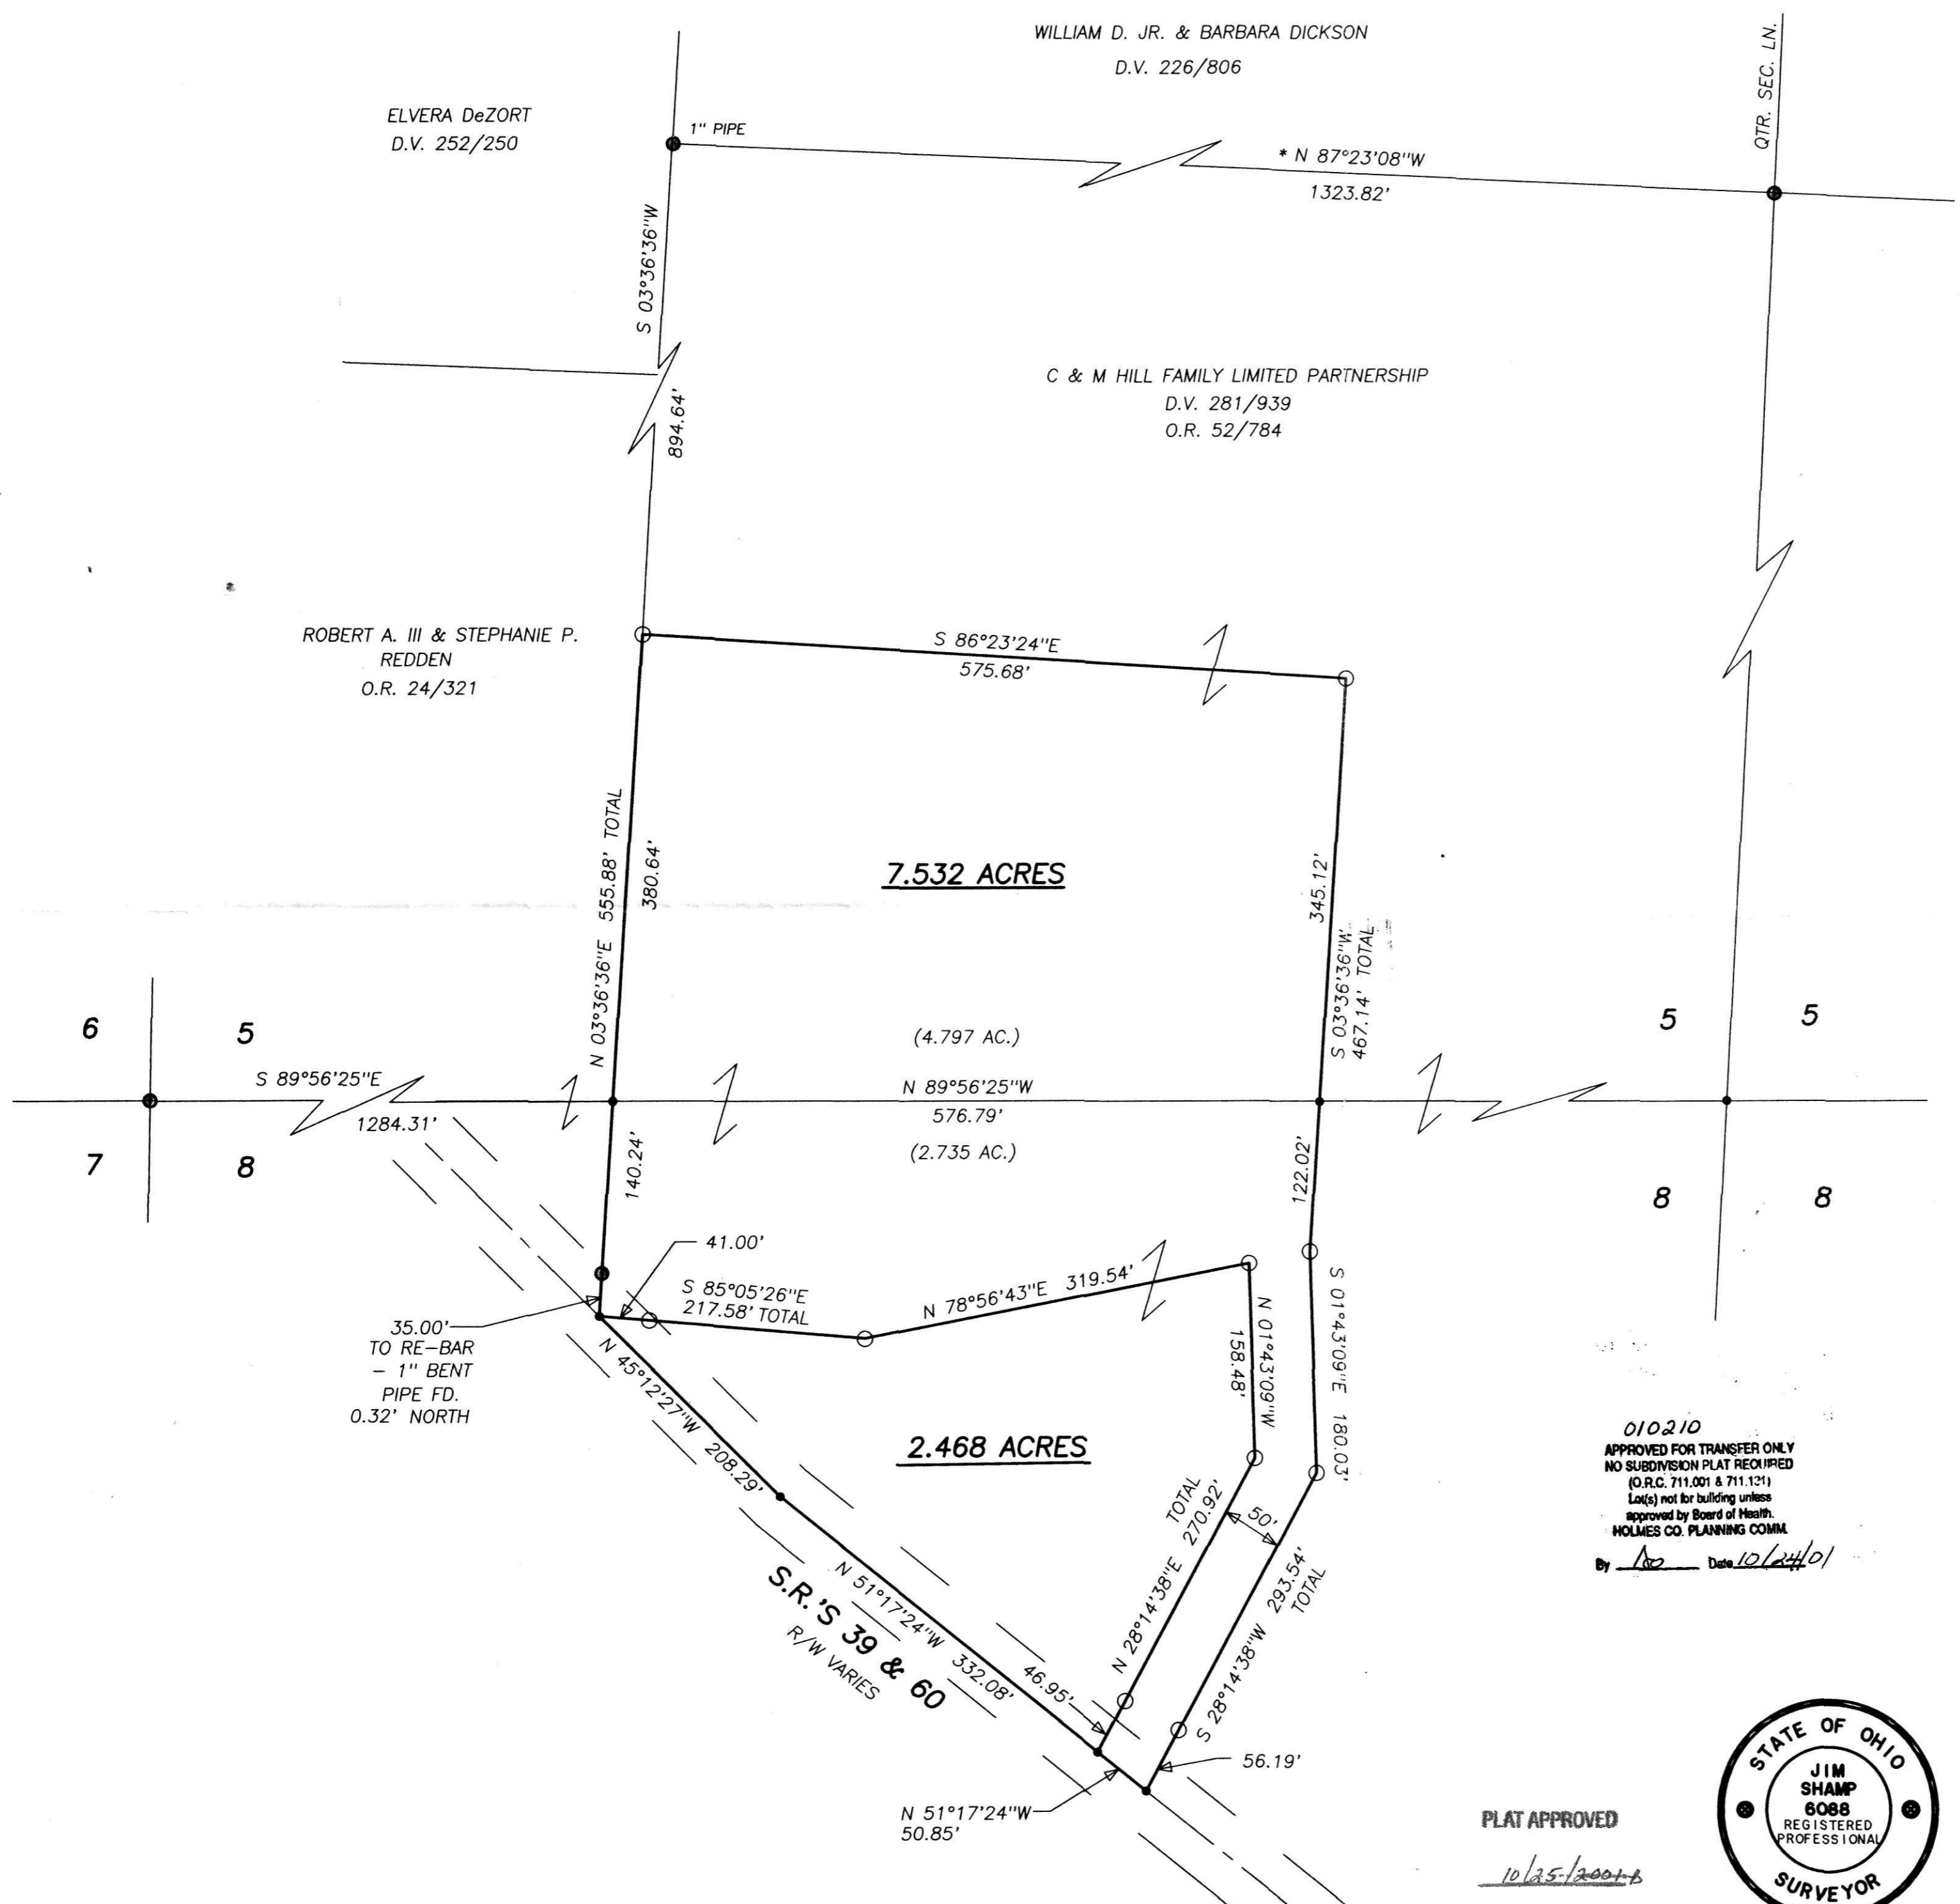 WILLIAM D. JR. & BARBARA DICKSON
D.V. 226/806
QTR. SEC. LN.
ELVERA DeZORT
D.V. 252/250
1" PIPE
* N 87°23'08"W
1323.82'
S 03°36'36"W
894.64'
C & M HILL FAMILY LIMITED PARTNERSHIP
D.V. 281/939
O.R. 52/784
ROBERT A. III & STEPHANIE P.
REDDEN
O.R. 24/321
S 86°23'24"E
575.68'
N 03°36'36"E 555.88' TOTAL
380.64'
7.532 ACRES
345.12'
S 03°36'36"W
467.14' TOTAL
6
5
5
5
(4.797 AC.)
S 89°56'25"E
1284.31'
N 89°56'25"W
576.79'
(2.735 AC.)
7
8
8
8
140.24'
122.02'
41.00'
S 85°05'26"E
217.58' TOTAL
N 78°56'43"E 319.54'
N 01°43'09"W
158.48'
S 01°43'09"E 180.03'
35.00'
TO RE-BAR
- 1" BENT
PIPE FD.
0.32' NORTH
N 45°12'27"W 208.29'
2.468 ACRES
TOTAL
N 28°14'38"E 270.92'
50'
S 28°14'38"W 293.54'
TOTAL
N 51°17'24"W 332.08'
S.R.'S 39 & 60
R/W VARIES
46.95'
56.19'
N 51°17'24"W
50.85'
010210
APPROVED FOR TRANSFER ONLY
NO SUBDIVISION PLAT REQUIRED
(O.R.C. 711.001 & 711.131)
Lot(s) not for building unless
approved by Board of Health.
HOLMES CO. PLANNING COMM.
By Date 10/24/01
PLAT APPROVED
10/25/2001
STATE OF OHIO
JIM
SHAMP
6088
REGISTERED
PROFESSIONAL
SURVEYOR